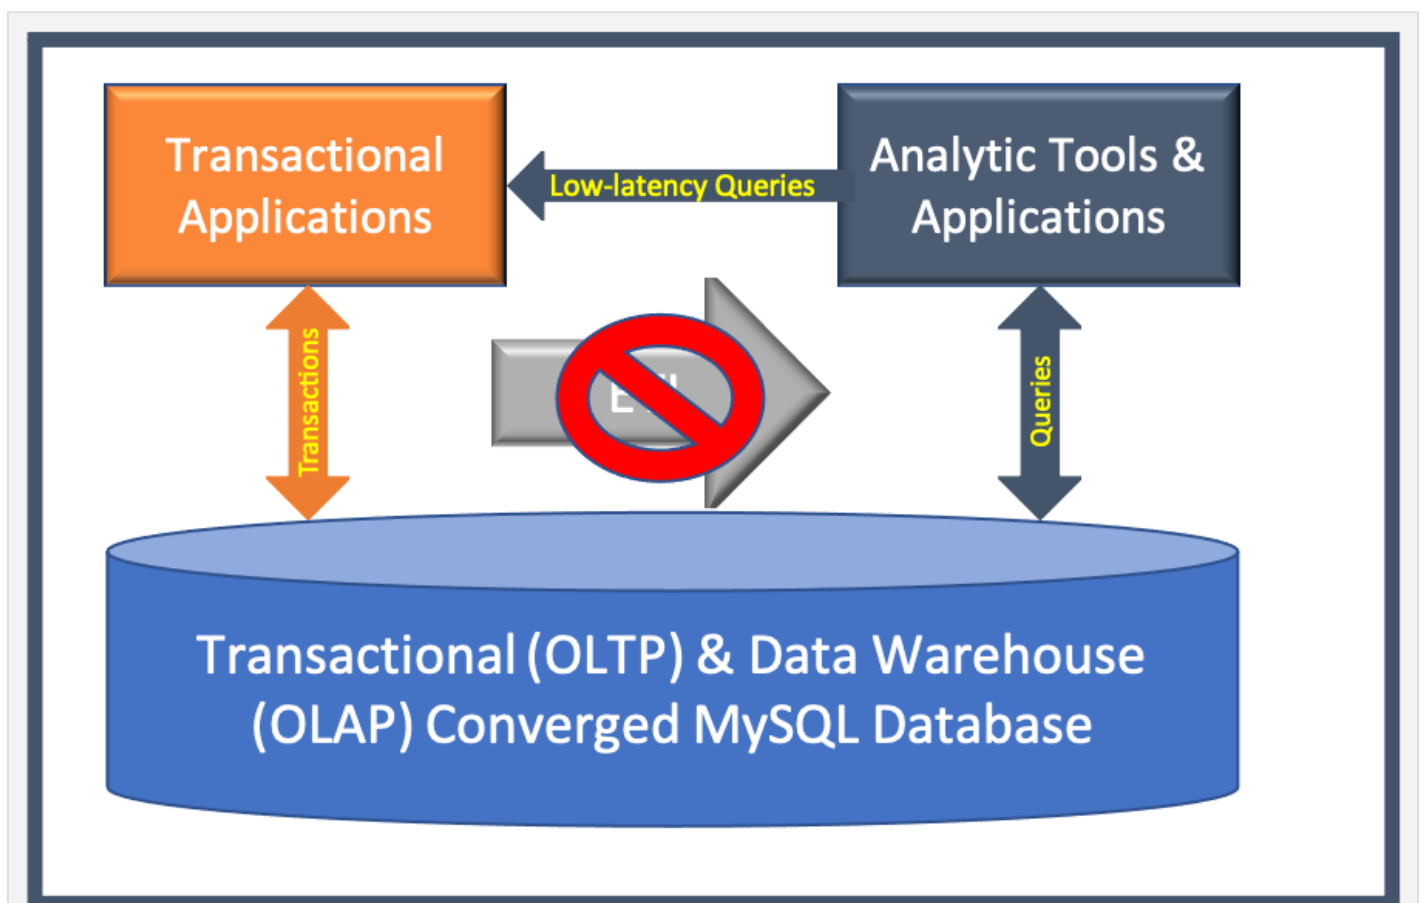 Transactional
Applications
Low-latency Queries
Analytic Tools &
Applications
Transactions
Queries
Transactional (OLTP) & Data Warehouse
(OLAP) Converged MySQL Database